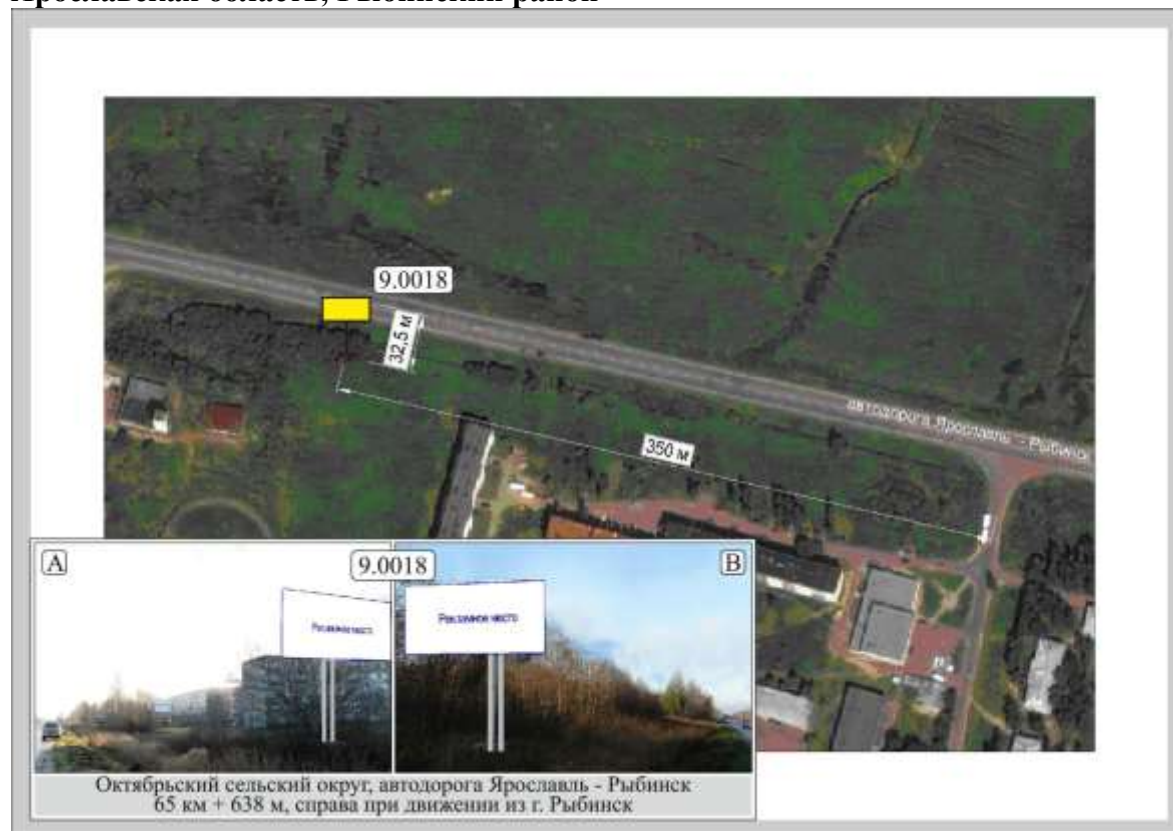 Ярославская область, Рыбинский район
9.0018
32,5 м
автодорога Ярославль - Рыбинск
350 м
A
9.0018
B
Рекламное место
Рекламное место
Октябрьский сельский округ, автодорога Ярославль - Рыбинск
65 км + 638 м, справа при движении из г. Рыбинск